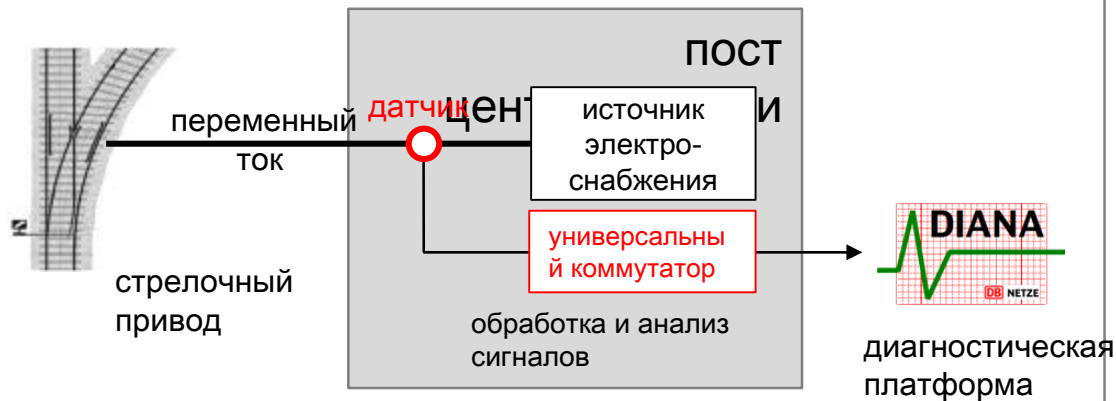 пост
датчик
источник
электро-
снабжения
переменный
ток
универсальны
й коммутатор
DIANA
DB NETZE
стрелочный
привод
обработка и анализ
сигналов
диагностическая
платформа